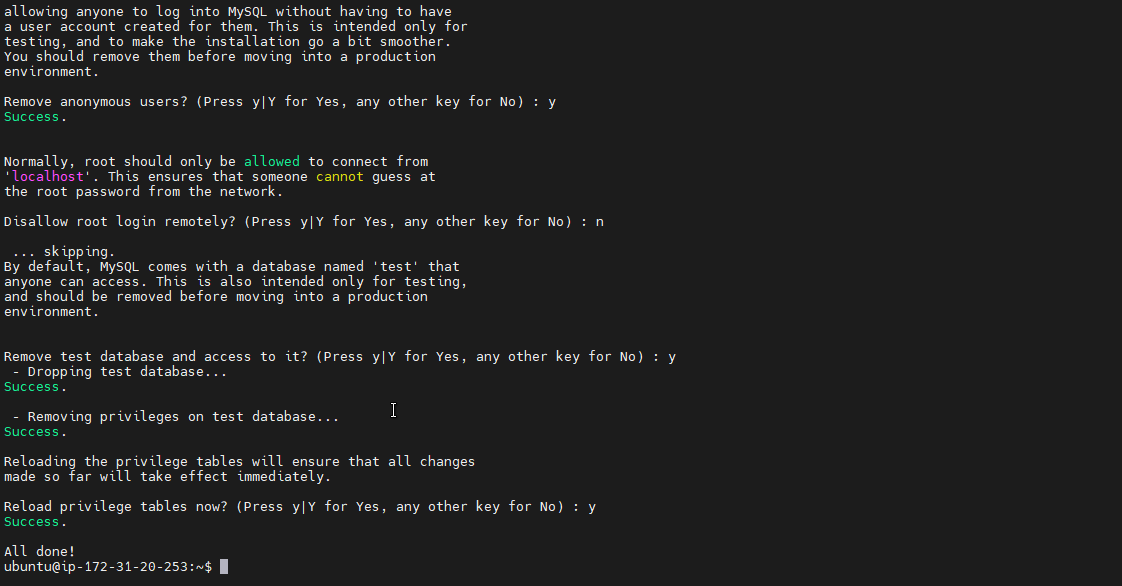 allowing anyone to log into MySQL without having to have
a user account created for them. This is intended only for
testing, and to make the installation go a bit smoother.
You should remove them before moving into a production
environment.
Remove anonymous users? (Press y|Y for Yes, any other key for No) : y
Success.
Normally, root should only be allowed to connect from
'localhost'. This ensures that someone cannot guess at
the root password from the network.
Disallow root login remotely? (Press y|Y for Yes, any other key for No) : n
... skipping.
By default, MySQL comes with a database named 'test' that
anyone can access. This is also intended only for testing,
and should be removed before moving into a production
environment.
Remove test database and access to it? (Press y|Y for Yes, any other key for No) : y
- Dropping test database...
Success.
- Removing privileges on test database...
Success.
Reloading the privilege tables will ensure that all changes
made so far will take effect immediately.
Reload privilege tables now? (Press y|Y for Yes, any other key for No) : y
Success.
All done!
ubuntu@ip-172-31-20-253:~$